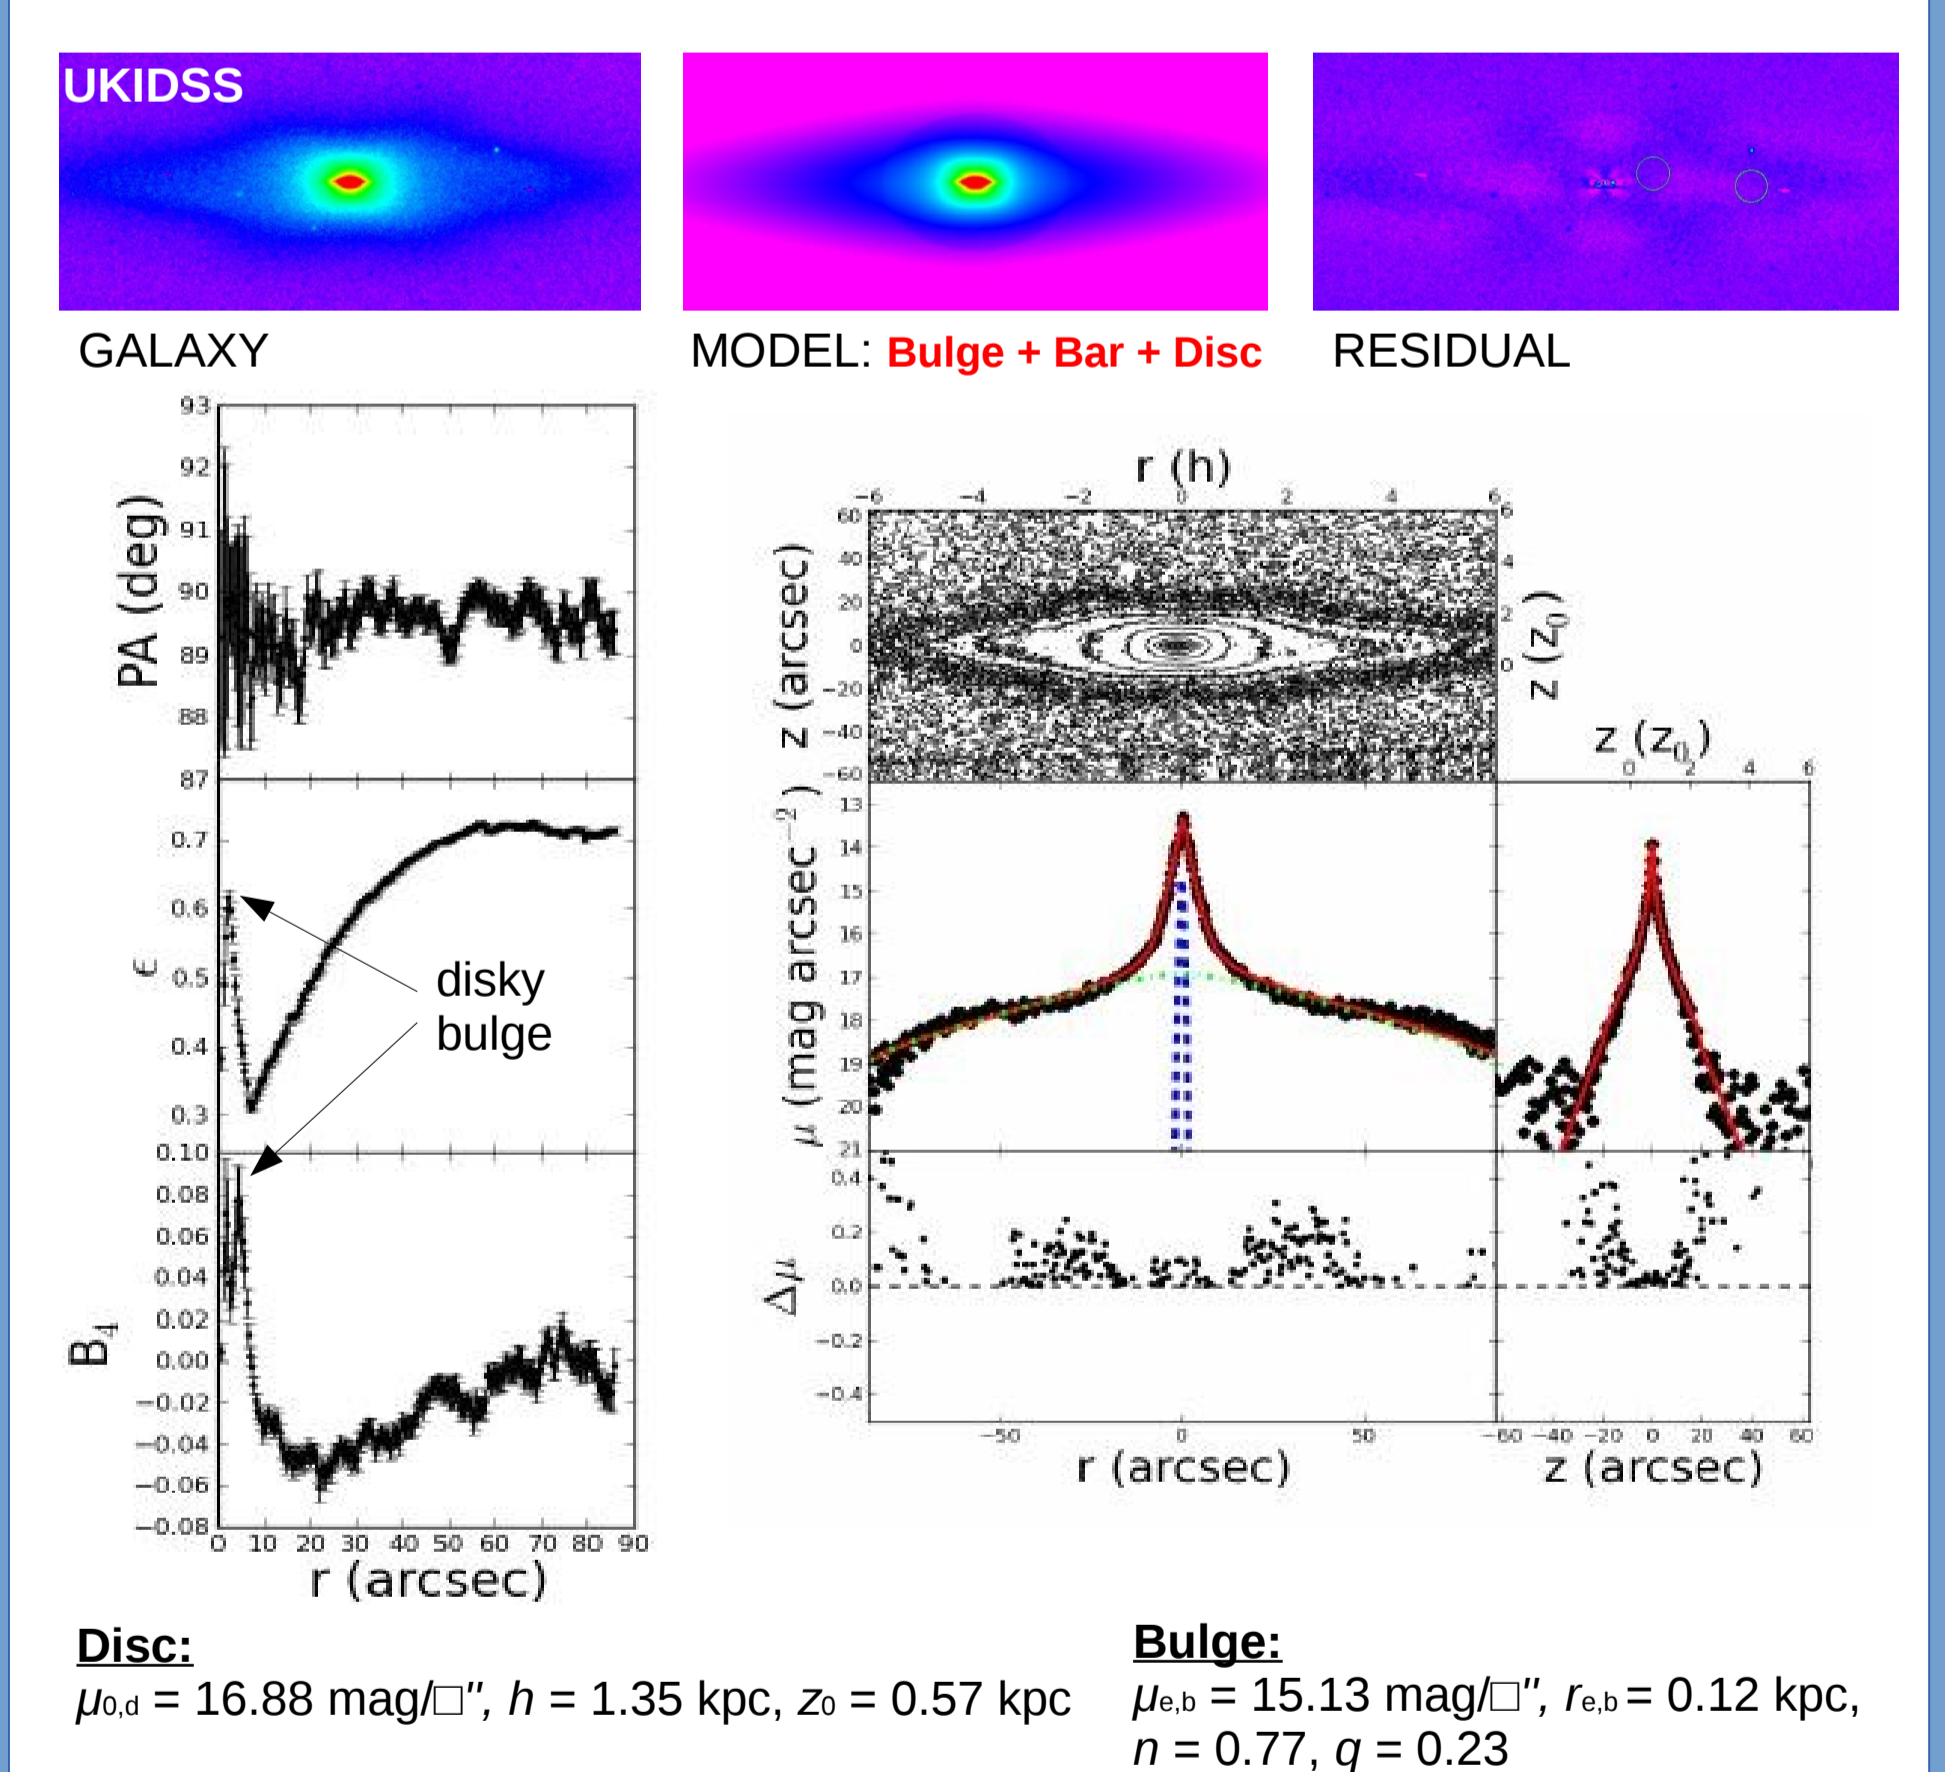 UKIDSS
GALAXY
MODEL: Bulge + Bar + Disc
RESIDUAL
93
92
91
90
89
88
87
PA (deg)
0.7
0.6
0.5
0.4
0.3
ϵ
disky
bulge
0.10
0.08
0.06
0.04
0.02
0.00
−0.02
−0.04
−0.06
−0.08
B4
0 10 20 30 40 50 60 70 80 90
r (arcsec)
r (h)
−6 −4 −2 0 2 4 6
60
40
20
0
−20
−40
−60
z (arcsec)
6
4
2
0
z (z0)
z (z0)
0 2 4 6
13
14
15
16
17
18
19
20
21
μ (mag arcsec−2)
0.4
0.2
0.0
−0.2
−0.4
Δμ
−50 0 50
r (arcsec)
−60 −40 −20 0 20 40 60
z (arcsec)
Disc:
μ0,d = 16.88 mag/□″, h = 1.35 kpc, z0 = 0.57 kpc
Bulge:
μe,b = 15.13 mag/□″, re,b = 0.12 kpc,
n = 0.77, q = 0.23